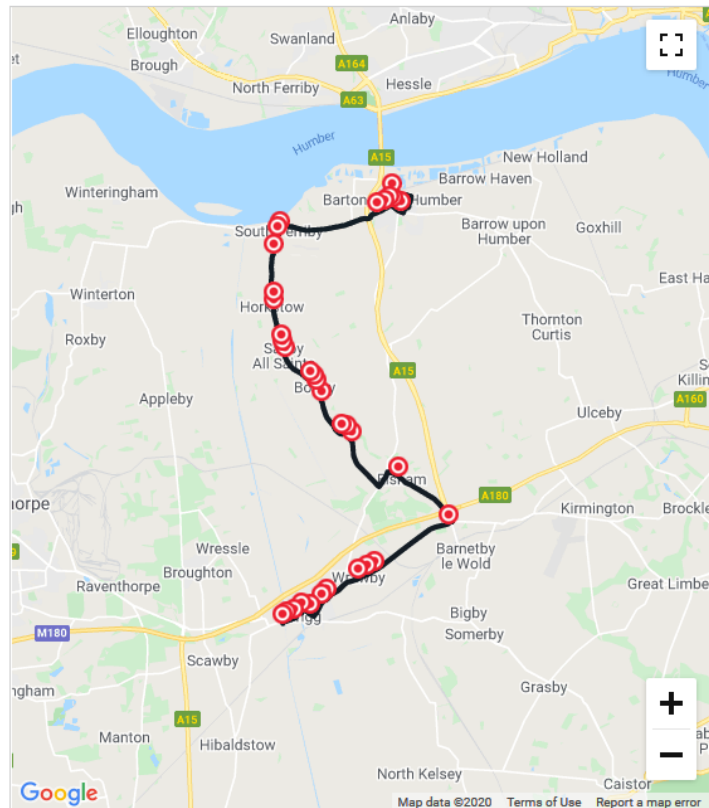 Elloughton
Anlaby
Swanland
Brough
A164
Hessle
North Ferriby
A63
Humber
Humber
A15
New Holland
Winteringham
Barrow Haven
Barton
Humber
Barrow upon
Humber
Goxhill
South Ferriby
East Ha
Winterton
Horkstow
Roxby
Thornton
Curtis
Saxby
All Saints
A15
S
Killin
Appleby
Bonby
A160
Ulceby
Elsham
A180
orpe
Kirmington
Brockle
Wressle
Barnetby
le Wold
Broughton
Wrawby
Raventhorpe
Great Limbe
Brigg
Bigby
M180
Somerby
Scawby
ngham
Grasby
A15
Manton
Hibaldstow
North Kelsey
Caistor
+
−
Google
Map data ©2020 Terms of Use Report a map error